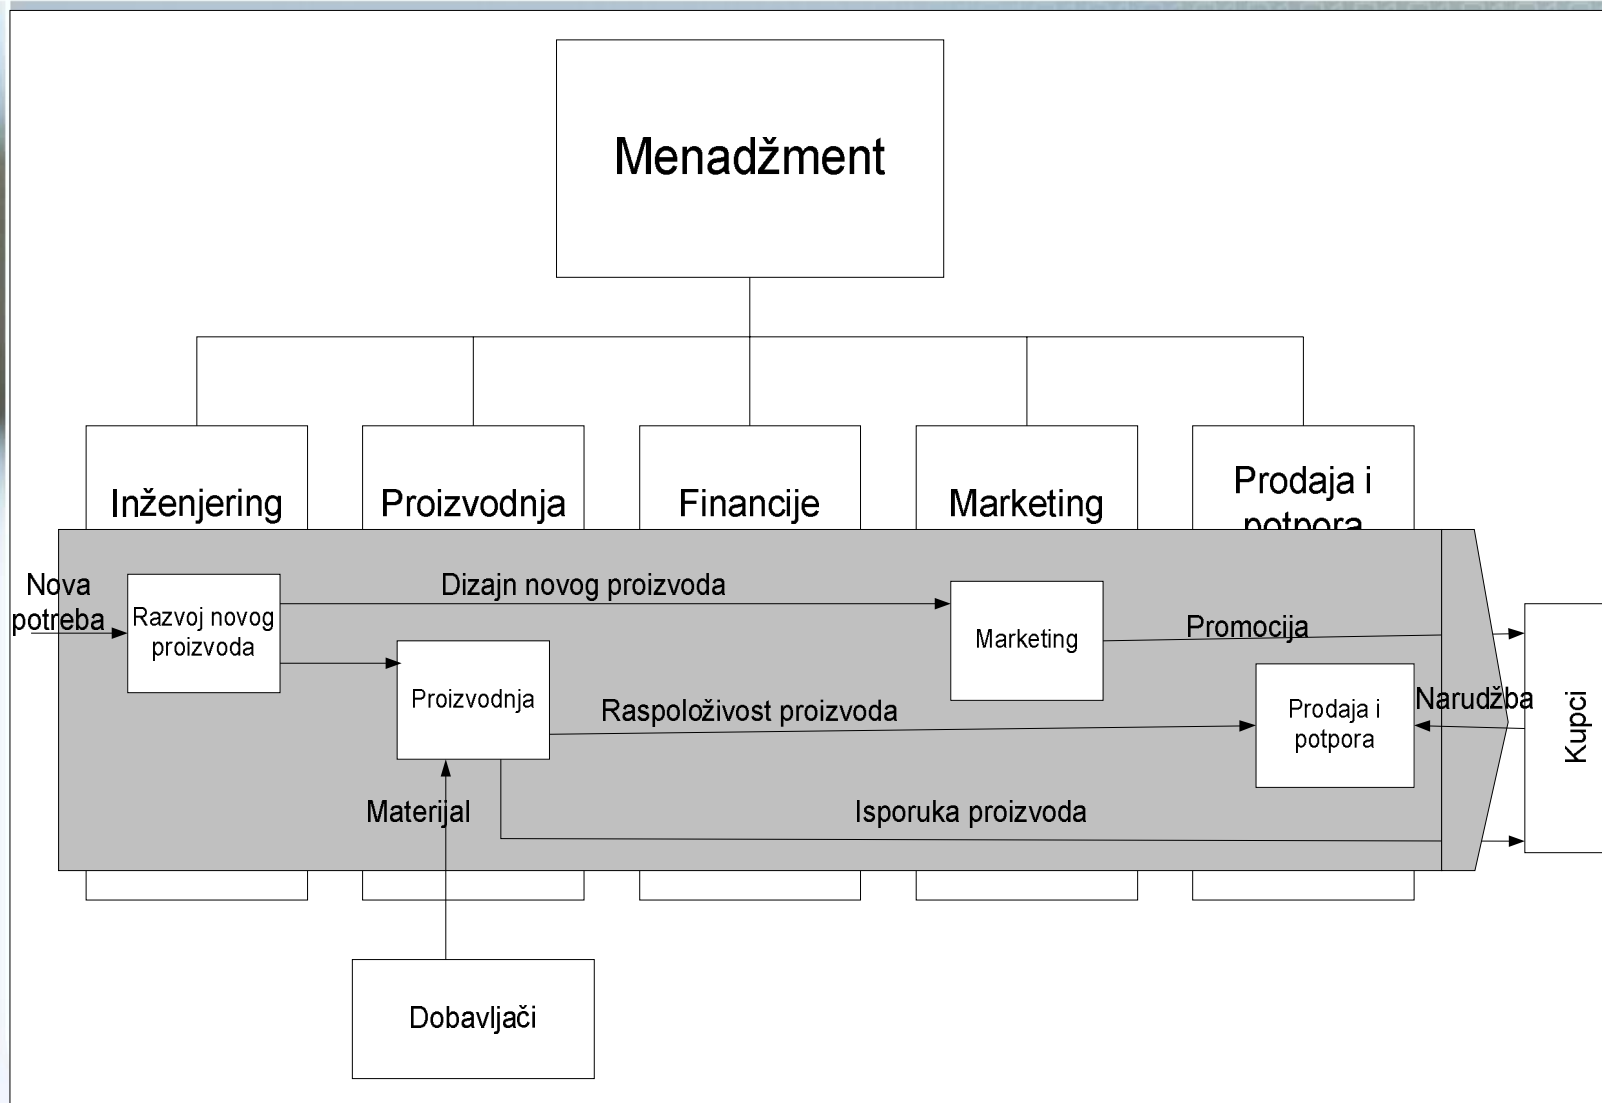 Menadžment
Inženjering
Proizvodnja
Financije
Marketing
Prodaja i
potpora
Nova
potreba
Razvoj novog
proizvoda
Dizajn novog proizvoda
Marketing
Promocija
Proizvodnja
Raspoloživost proizvoda
Prodaja i
potpora
Narudžba
Kupci
Materijal
Isporuka proizvoda
Dobavljači